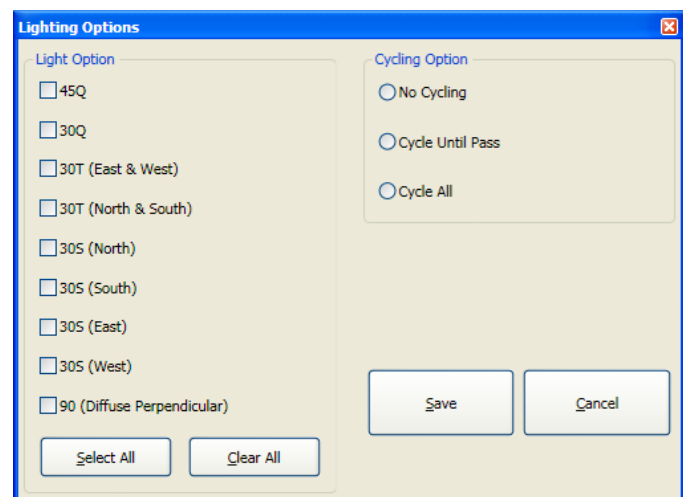 Lighting Options
Light Option
45Q
30Q
30T (East & West)
30T (North & South)
30S (North)
30S (South)
30S (East)
30S (West)
90 (Diffuse Perpendicular)
Select All
Clear All
Cycling Option
No Cycling
Cycle Until Pass
Cycle All
Save
Cancel